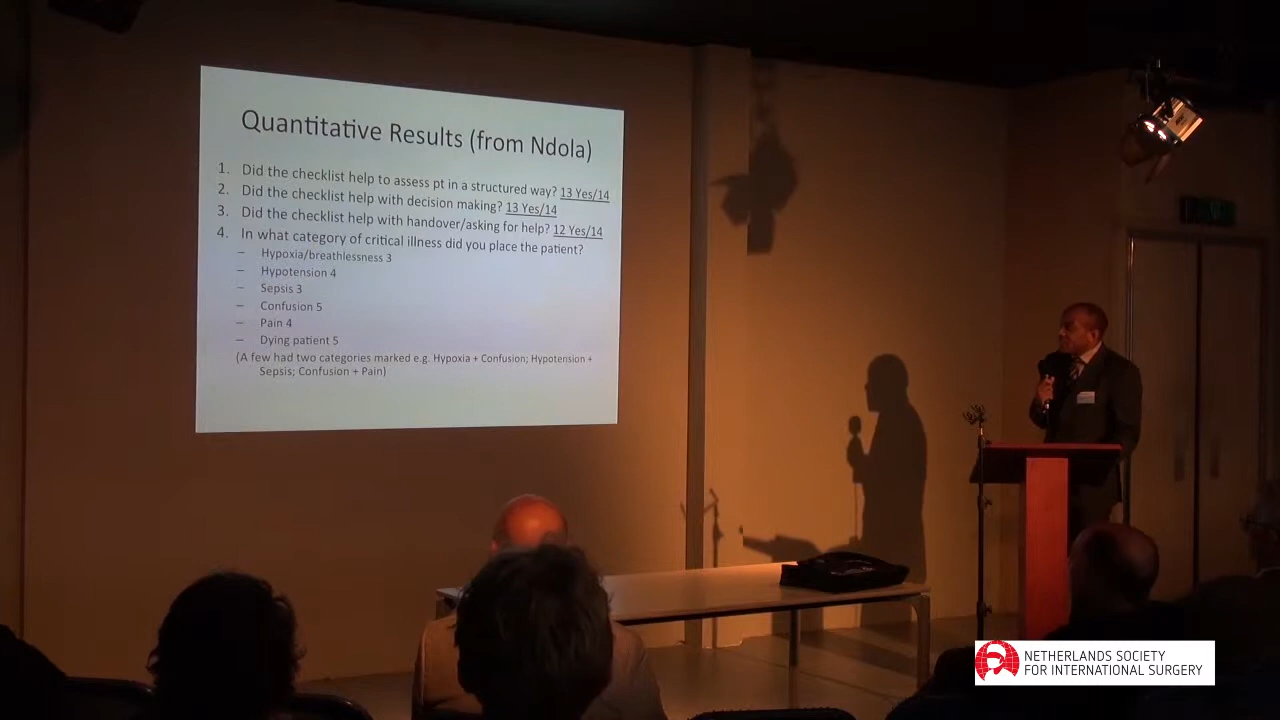 Quantitative Results (from Ndola)
1. Did the checklist help to assess pt in a structured way? 13 Yes/14
2. Did the checklist help with decision making? 13 Yes/14
3. Did the checklist help with handover/asking for help? 12 Yes/14
4. In what category of critical illness did you place the patient?
– Hypoxia/breathlessness 3
– Hypotension 4
– Sepsis 3
– Confusion 5
– Pain 4
– Dying patient 5
(A few had two categories marked e.g. Hypoxia + Confusion; Hypotension +
Sepsis; Confusion + Pain)
NETHERLANDS SOCIETY
FOR INTERNATIONAL SURGERY